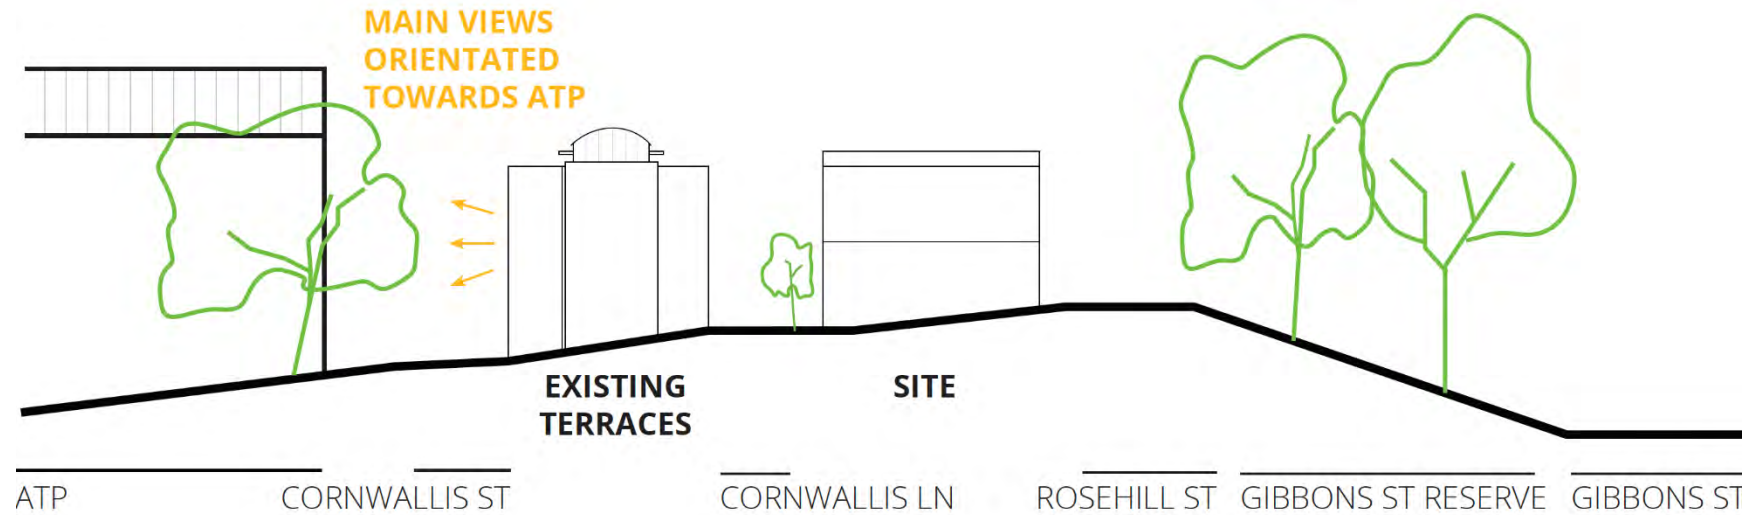 MAIN VIEWS
ORIENTATED
TOWARDS ATP
EXISTING
TERRACES
SITE
ATP
CORNWALLIS ST
CORNWALLIS LN
ROSEHILL ST
GIBBONS ST RESERVE
GIBBONS ST